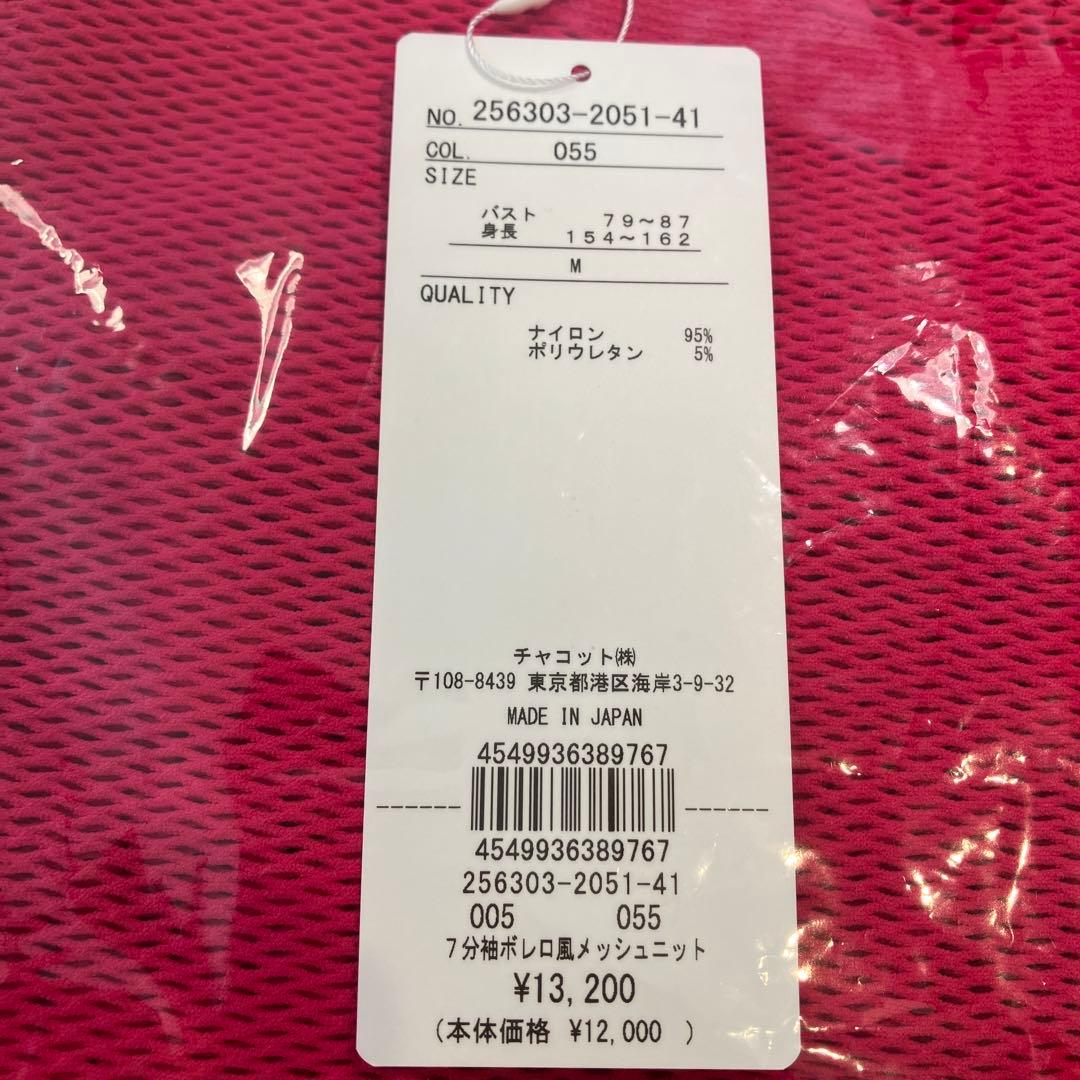 NO. 256303-2051-41
COL. 055
SIZE
バスト 79～87
身長 154～162
M
QUALITY
ナイロン 95%
ポリウレタン 5%
チャコット㈱
〒108-8439 東京都港区海岸3-9-32
MADE IN JAPAN
4549936389767
4549936389767
256303-2051-41
005 055
7分袖ボレロ風メッシュニット
¥13,200
(本体価格 ¥12,000 )